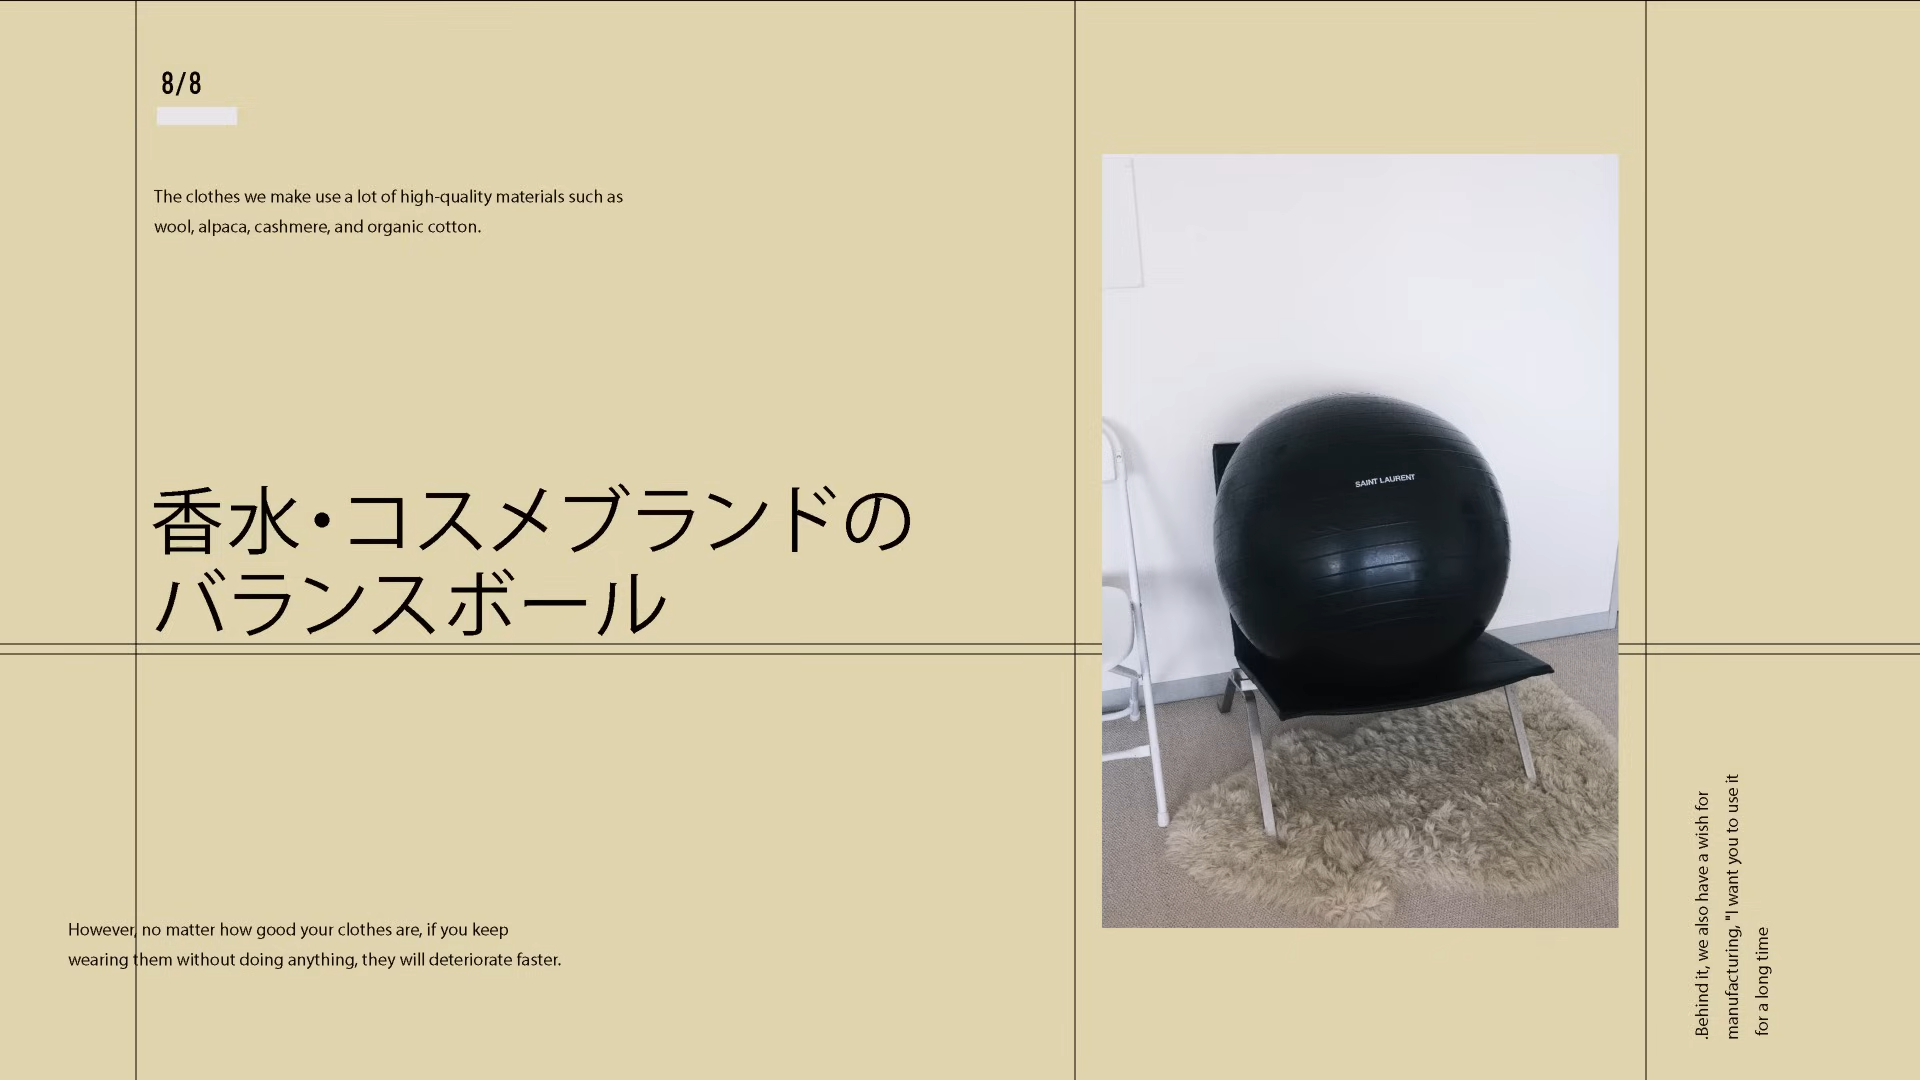 8/8
The clothes we make use a lot of high-quality materials such as
wool, alpaca, cashmere, and organic cotton.
香水・コスメブランドの
バランスボール
SAINT LAURENT
However, no matter how good your clothes are, if you keep
wearing them without doing anything, they will deteriorate faster.
.Behind it, we also have a wish for
manufacturing, "I want you to use it
for a long time